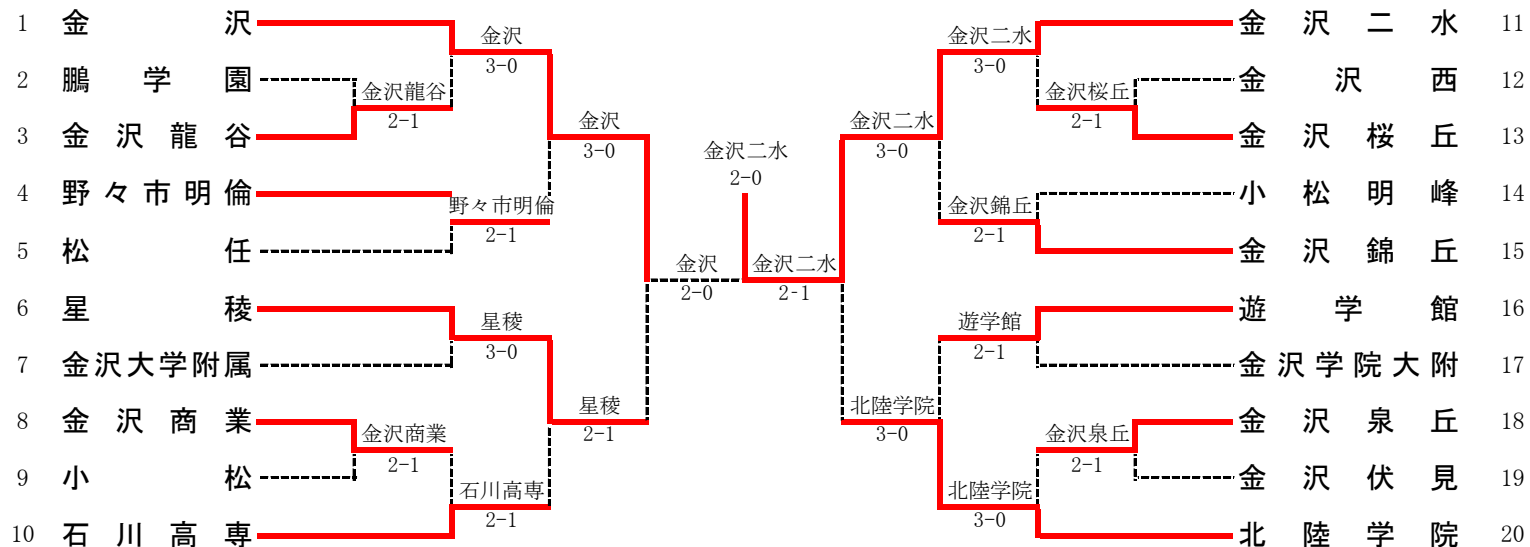 1 金沢
2 鵬学園
3 金沢龍谷
4 野々市明倫
5 松任
6 星稜
7 金沢大学附属
8 金沢商業
9 小松
10 石川高専
金沢龍谷
2-1
金沢商業
2-1
金沢
3-0
野々市明倫
2-1
星稜
3-0
石川高専
2-1
金沢
3-0
星稜
2-1
金沢
2-0
金沢二水
2-0
金沢二水
2-1
金沢二水
3-0
北陸学院
3-0
金沢二水
3-0
金沢錦丘
2-1
遊学館
2-1
北陸学院
3-0
金沢桜丘
2-1
金沢泉丘
2-1
金沢二水 11
金沢西 12
金沢桜丘 13
小松明峰 14
金沢錦丘 15
遊学館 16
金沢学院大附 17
金沢泉丘 18
金沢伏見 19
北陸学院 20